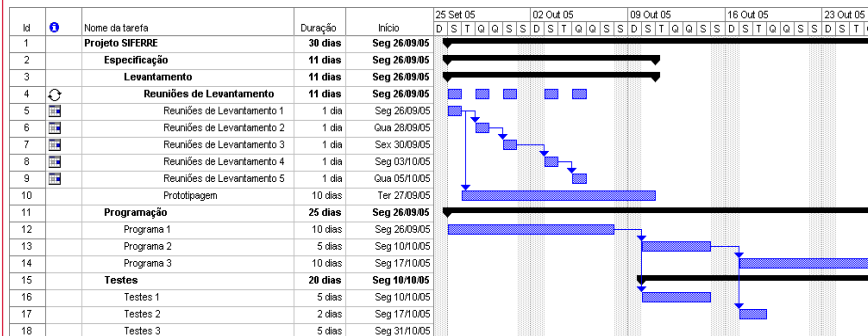 25 Set 05 02 Out 05 09 Out 05 16 Out 05 23 Out 05
Id Nome da tarefa Duração Início D S T Q Q S S D S T Q Q S S D S T Q Q S S D S T Q Q S S D S T
1 Projeto SIFERRE 30 dias Seg 26/09/05
2 Especificação 11 dias Seg 26/09/05
3 Levantamento 11 dias Seg 26/09/05
4 Reuniões de Levantamento 11 dias Seg 26/09/05
5 Reuniões de Levantamento 1 1 dia Seg 26/09/05
6 Reuniões de Levantamento 2 1 dia Qua 28/09/05
7 Reuniões de Levantamento 3 1 dia Sex 30/09/05
8 Reuniões de Levantamento 4 1 dia Seg 03/10/05
9 Reuniões de Levantamento 5 1 dia Qua 05/10/05
10 Prototipagem 10 dias Ter 27/09/05
11 Programação 25 dias Seg 26/09/05
12 Programa 1 10 dias Seg 26/09/05
13 Programa 2 5 dias Seg 10/10/05
14 Programa 3 10 dias Seg 17/10/05
15 Testes 20 dias Seg 10/10/05
16 Testes 1 5 dias Seg 10/10/05
17 Testes 2 2 dias Seg 17/10/05
18 Testes 3 5 dias Seg 31/10/05